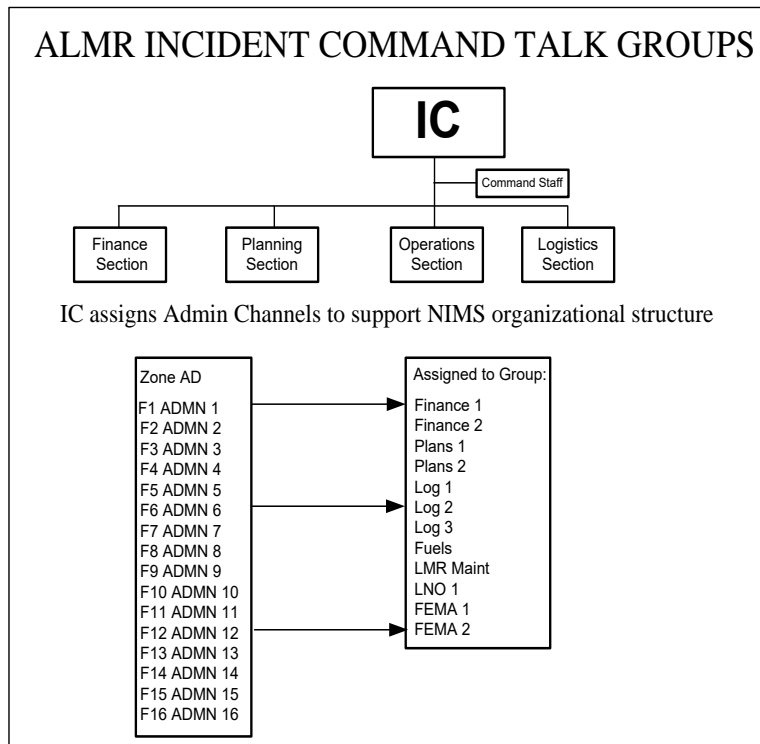 ALMR INCIDENT COMMAND TALK GROUPS
IC
Command Staff
Finance
Section
Planning
Section
Operations
Section
Logistics
Section
IC assigns Admin Channels to support NIMS organizational structure
Zone AD
F1 ADMN 1
F2 ADMN 2
F3 ADMN 3
F4 ADMN 4
F5 ADMN 5
F6 ADMN 6
F7 ADMN 7
F8 ADMN 8
F9 ADMN 9
F10 ADMN 10
F11 ADMN 11
F12 ADMN 12
F13 ADMN 13
F14 ADMN 14
F15 ADMN 15
F16 ADMN 16
Assigned to Group:
Finance 1
Finance 2
Plans 1
Plans 2
Log 1
Log 2
Log 3
Fuels
LMR Maint
LNO 1
FEMA 1
FEMA 2